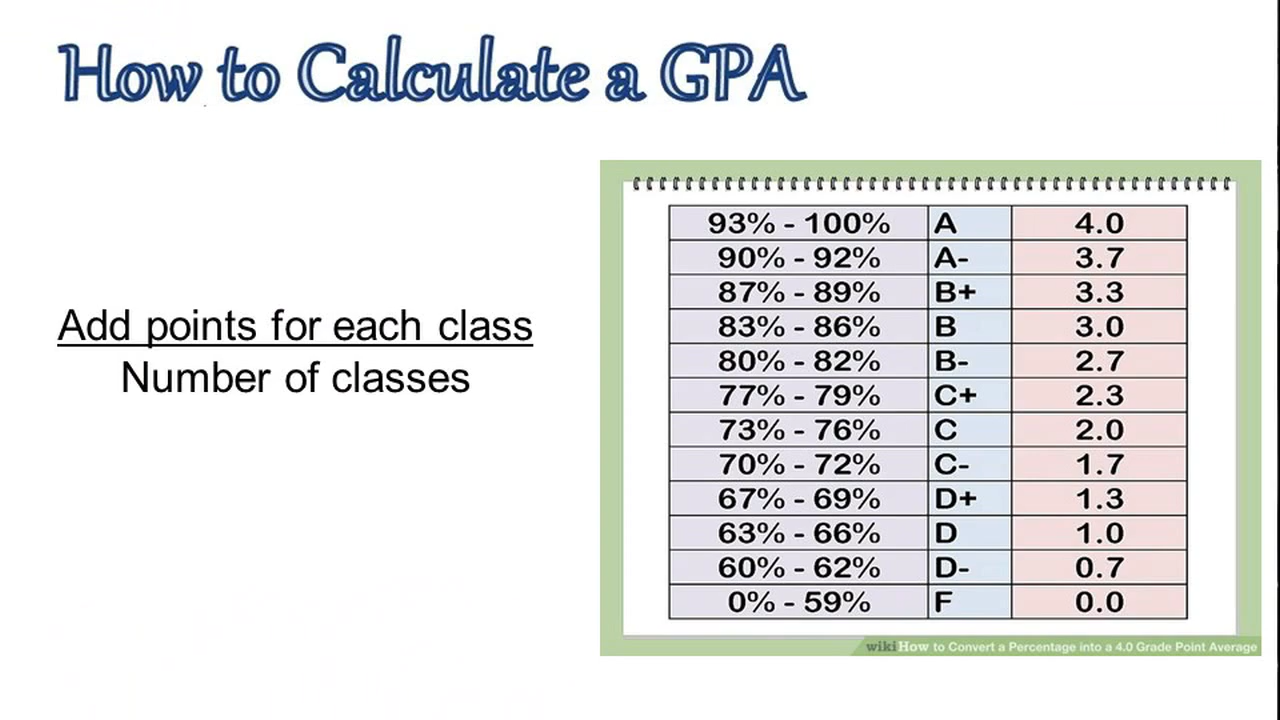 How to Calculate a GPA
Add points for each class
Number of classes
93% - 100% A 4.0
90% - 92% A- 3.7
87% - 89% B+ 3.3
83% - 86% B 3.0
80% - 82% B- 2.7
77% - 79% C+ 2.3
73% - 76% C 2.0
70% - 72% C- 1.7
67% - 69% D+ 1.3
63% - 66% D 1.0
60% - 62% D- 0.7
0% - 59% F 0.0
wikiHow to Convert a Percentage into a 4.0 Grade Point Average